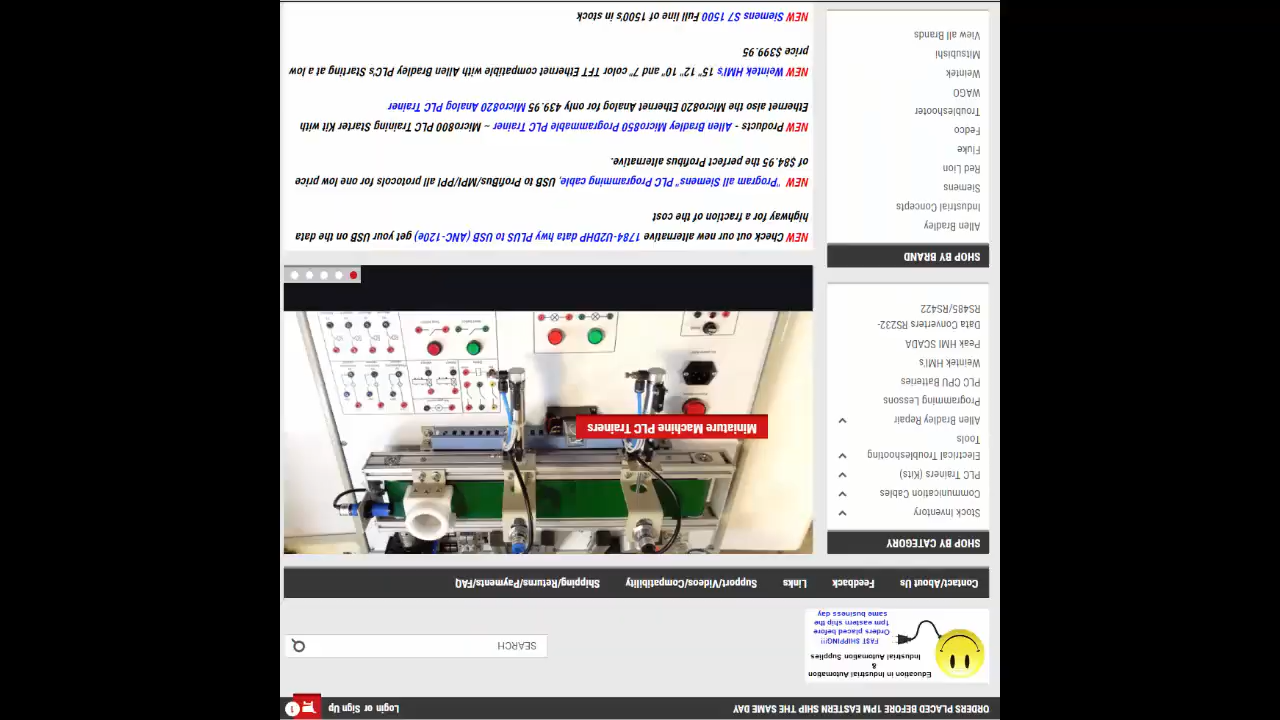 ORDERS PLACED BEFORE 1PM EASTERN SHIP THE SAME DAY
Login or Sign Up
1
Education in Industrial Automation
&
Industrial Automation Supplies
FAST SHIPPING!!!
Orders placed before
1pm eastern the ship
same business day
SEARCH
Contact/About Us
Feedback
Links
Support/Videos/Compatibility
Shipping/Returns/Payments/FAQ
SHOP BY CATEGORY
Stock Inventory
Communication Cables
PLC Trainers (Kits)
Electrical Troubleshooting
Tools
Allen Bradley Repair
Programming Lessons
PLC CPU Batteries
Weintek HMI's
Peak HMI SCADA
Data Converters RS232-
RS485/RS422
SHOP BY BRAND
Allen Bradley
Industrial Concepts
Siemens
Red Lion
Fluke
Fedco
Troubleshooter
WAGO
Weintek
Mitsubishi
View all Brands
Miniature Machine PLC Trainers
NEW Check out our new alternative 1784-U2DHP data hwy PLUS to USB (ANC-120e) get your USB on the data
highway for a fraction of the cost
NEW "Program all Siemens" PLC Programming cable, USB to Profibus/MPI/PPI all protocols for one low price
of $84.95 the perfect Profibus alternative.
NEW Products - Allen Bradley Micro850 Programmable PLC Trainer ~ Micro800 PLC Training Starter Kit with
Ethernet also the Micro820 Ethernet Analog for only 439.95 Micro820 Analog PLC Trainer
NEW Weintek HMI's 15" 12" 10" and 7" color TFT Ethernet compatible with Allen Bradley PLC's Starting at a low
price $399.95
NEW Siemens S7 1500 Full line of 1500's in stock